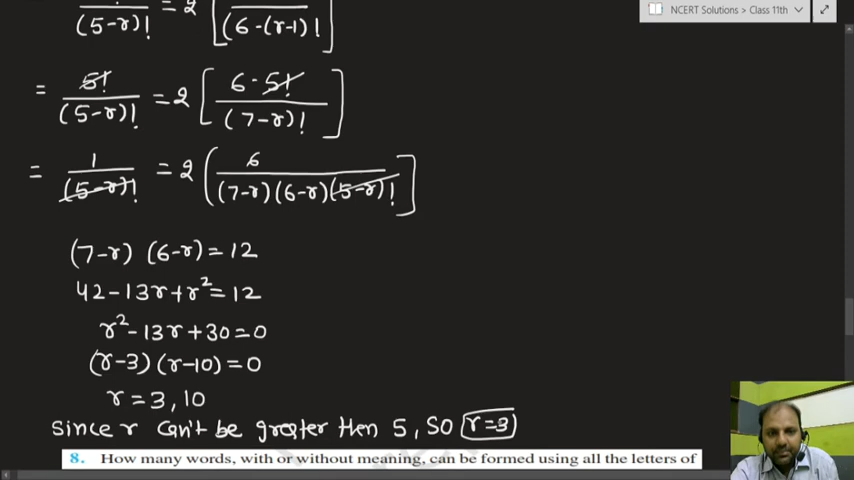 NCERT Solutions > Class 11th
(5-r)! = 2 [ (6-(r-1)! ]
= 5!/(5-r)! = 2 [ 6·5!/(7-r)! ]
= 1/(5-r)! = 2 ( 6/(7-r)(6-r)(5-r)! ]
(7-r) (6-r) = 12
42-13r+r² = 12
r²-13r+30=0
(r-3) (r-10) = 0
r = 3, 10
Since r can't be greater then 5, SO r=3
8. How many words, with or without meaning, can be formed using all the letters of